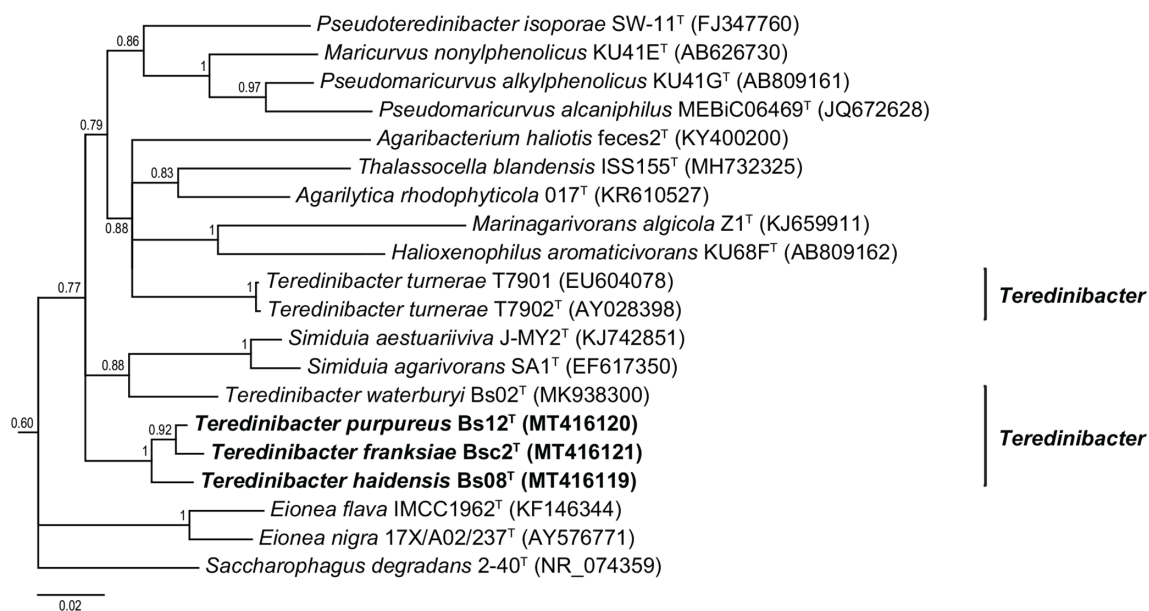 Pseudoteredinibacter isoporae SW-11ᵀ (FJ347760)
0.86
Maricurvus nonylphenolicus KU41Eᵀ (AB626730)
1
Pseudomaricurvus alkylphenolicus KU41Gᵀ (AB809161)
0.97
Pseudomaricurvus alcaniphilus MEBiC06469ᵀ (JQ672628)
0.79
Agaribacterium haliotis feces2ᵀ (KY400200)
Thalassocella blandensis ISS155ᵀ (MH732325)
0.83
Agarilytica rhodophyticola 017ᵀ (KR610527)
0.88
Marinagarivorans algicola Z1ᵀ (KJ659911)
1
Halioxenophilus aromaticivorans KU68Fᵀ (AB809162)
0.77
Teredinibacter turnerae T7901 (EU604078)
1
Teredinibacter
Teredinibacter turnerae T7902ᵀ (AY028398)
Simiduia aestuariiviva J-MY2ᵀ (KJ742851)
1
Simiduia agarivorans SA1ᵀ (EF617350)
0.88
Teredinibacter waterburyi Bs02ᵀ (MK938300)
0.60
Teredinibacter purpureus Bs12ᵀ (MT416120)
0.92
Teredinibacter
Teredinibacter franksiae Bsc2ᵀ (MT416121)
1
Teredinibacter haidensis Bs08ᵀ (MT416119)
Eionea flava IMCC1962ᵀ (KF146344)
1
Eionea nigra 17X/A02/237ᵀ (AY576771)
Saccharophagus degradans 2-40ᵀ (NR_074359)
0.02